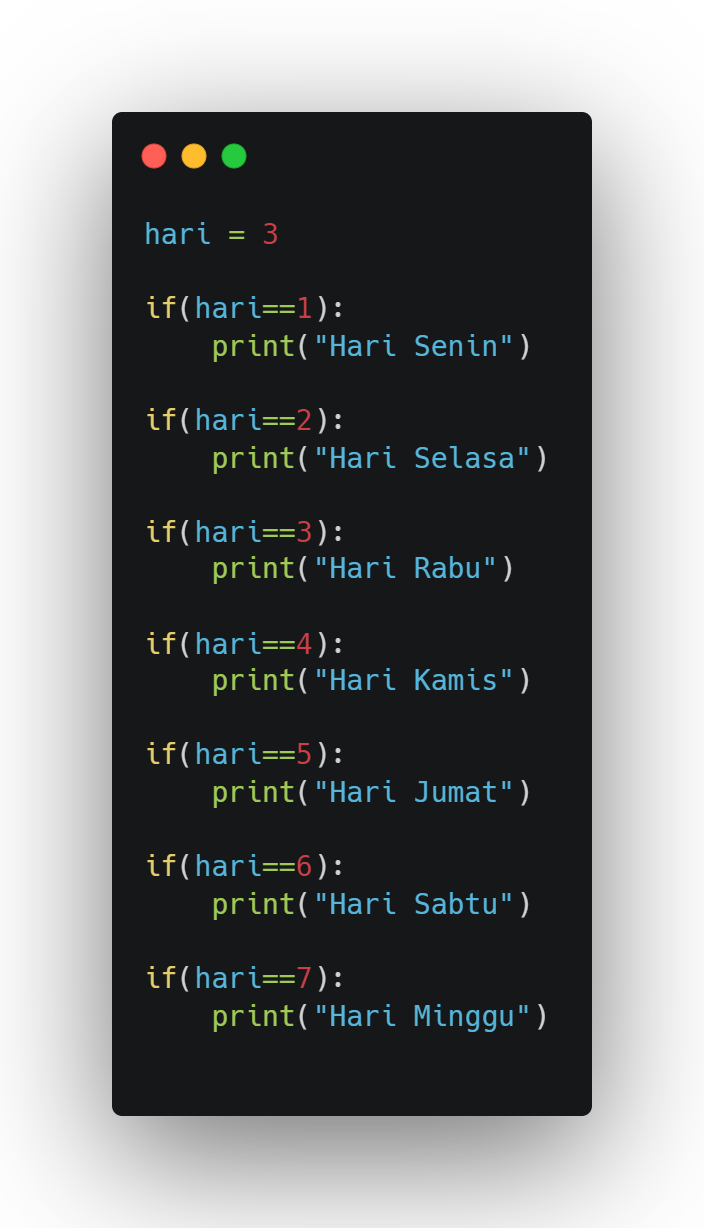 hari = 3
if(hari==1):
    print("Hari Senin")
if(hari==2):
    print("Hari Selasa")
if(hari==3):
    print("Hari Rabu")
if(hari==4):
    print("Hari Kamis")
if(hari==5):
    print("Hari Jumat")
if(hari==6):
    print("Hari Sabtu")
if(hari==7):
    print("Hari Minggu")